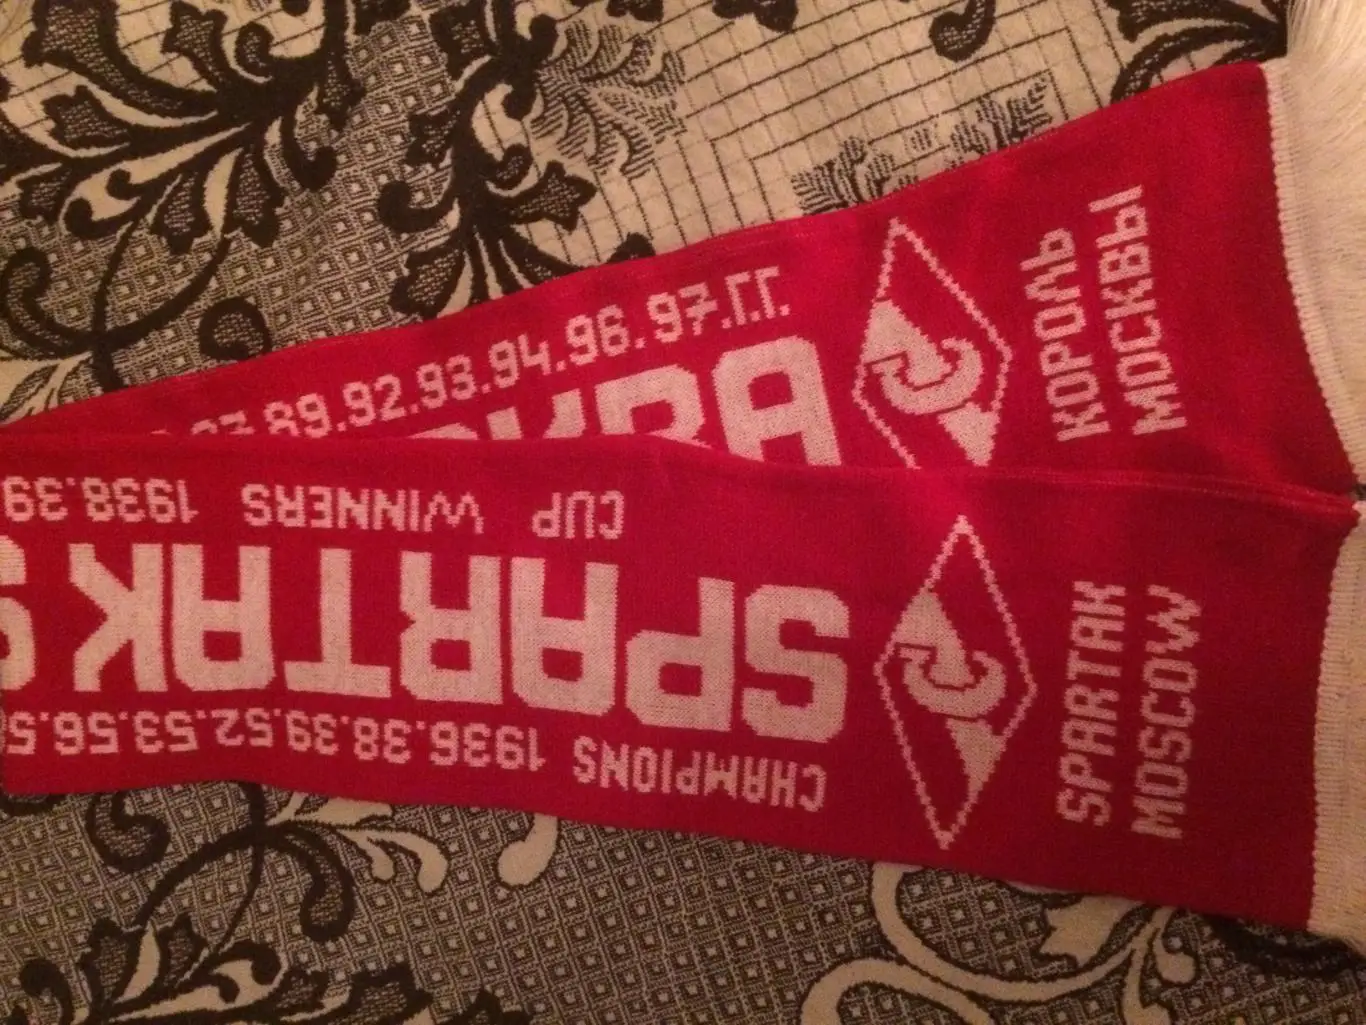 КОРОЛЬ
МОСКВЫ
89.92.93.94.96.97.Г.Г.
SPARTAK
MOSCOW
CHAMPIONS 1936.38.39.52.53.56.5
SPARTAK S
CUP WINNERS 1938.39